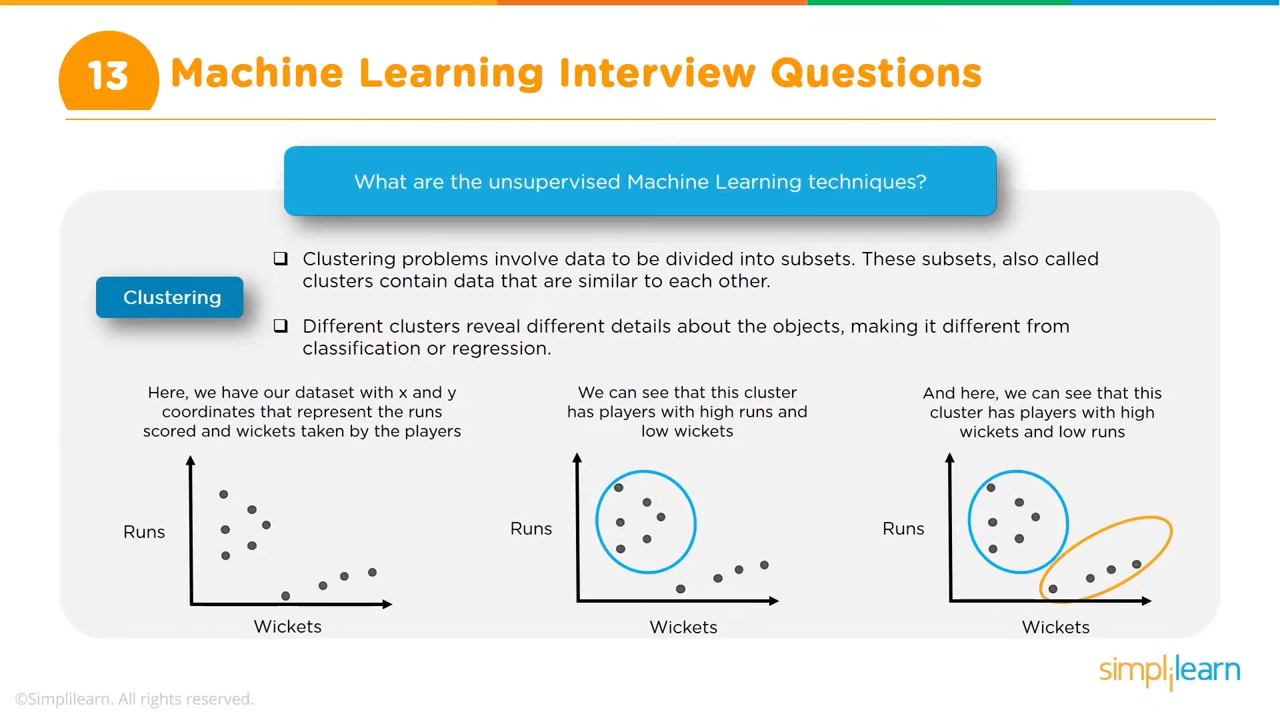 13
Machine Learning Interview Questions
What are the unsupervised Machine Learning techniques?
Clustering
Clustering problems involve data to be divided into subsets. These subsets, also called
clusters contain data that are similar to each other.
Different clusters reveal different details about the objects, making it different from
classification or regression.
Here, we have our dataset with x and y
coordinates that represent the runs
scored and wickets taken by the players
Runs
Wickets
We can see that this cluster
has players with high runs and
low wickets
Runs
Wickets
And here, we can see that this
cluster has players with high
wickets and low runs
Runs
Wickets
simplilearn
©Simplilearn. All rights reserved.